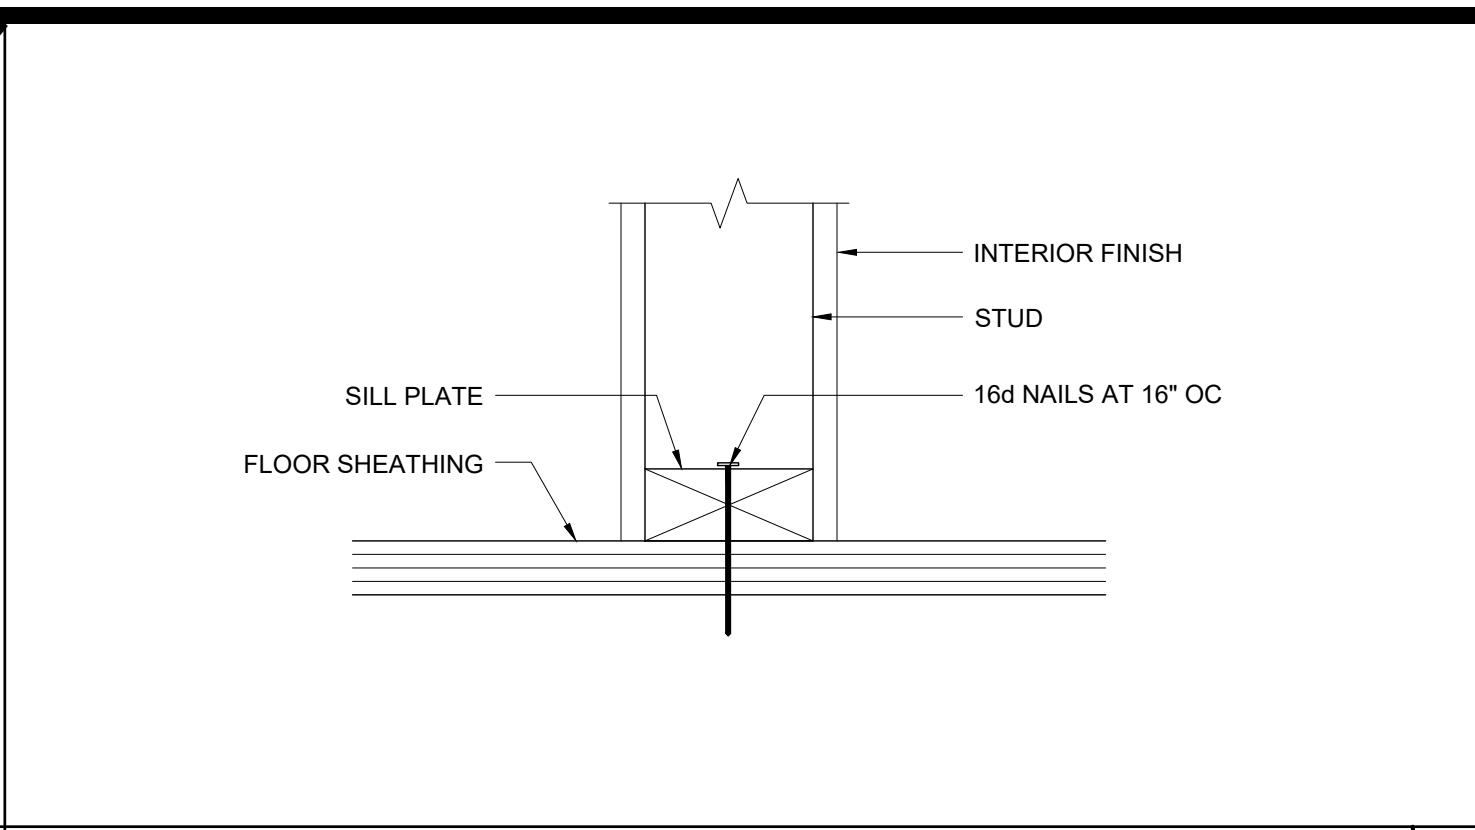 INTERIOR FINISH
STUD
SILL PLATE
16d NAILS AT 16" OC
FLOOR SHEATHING